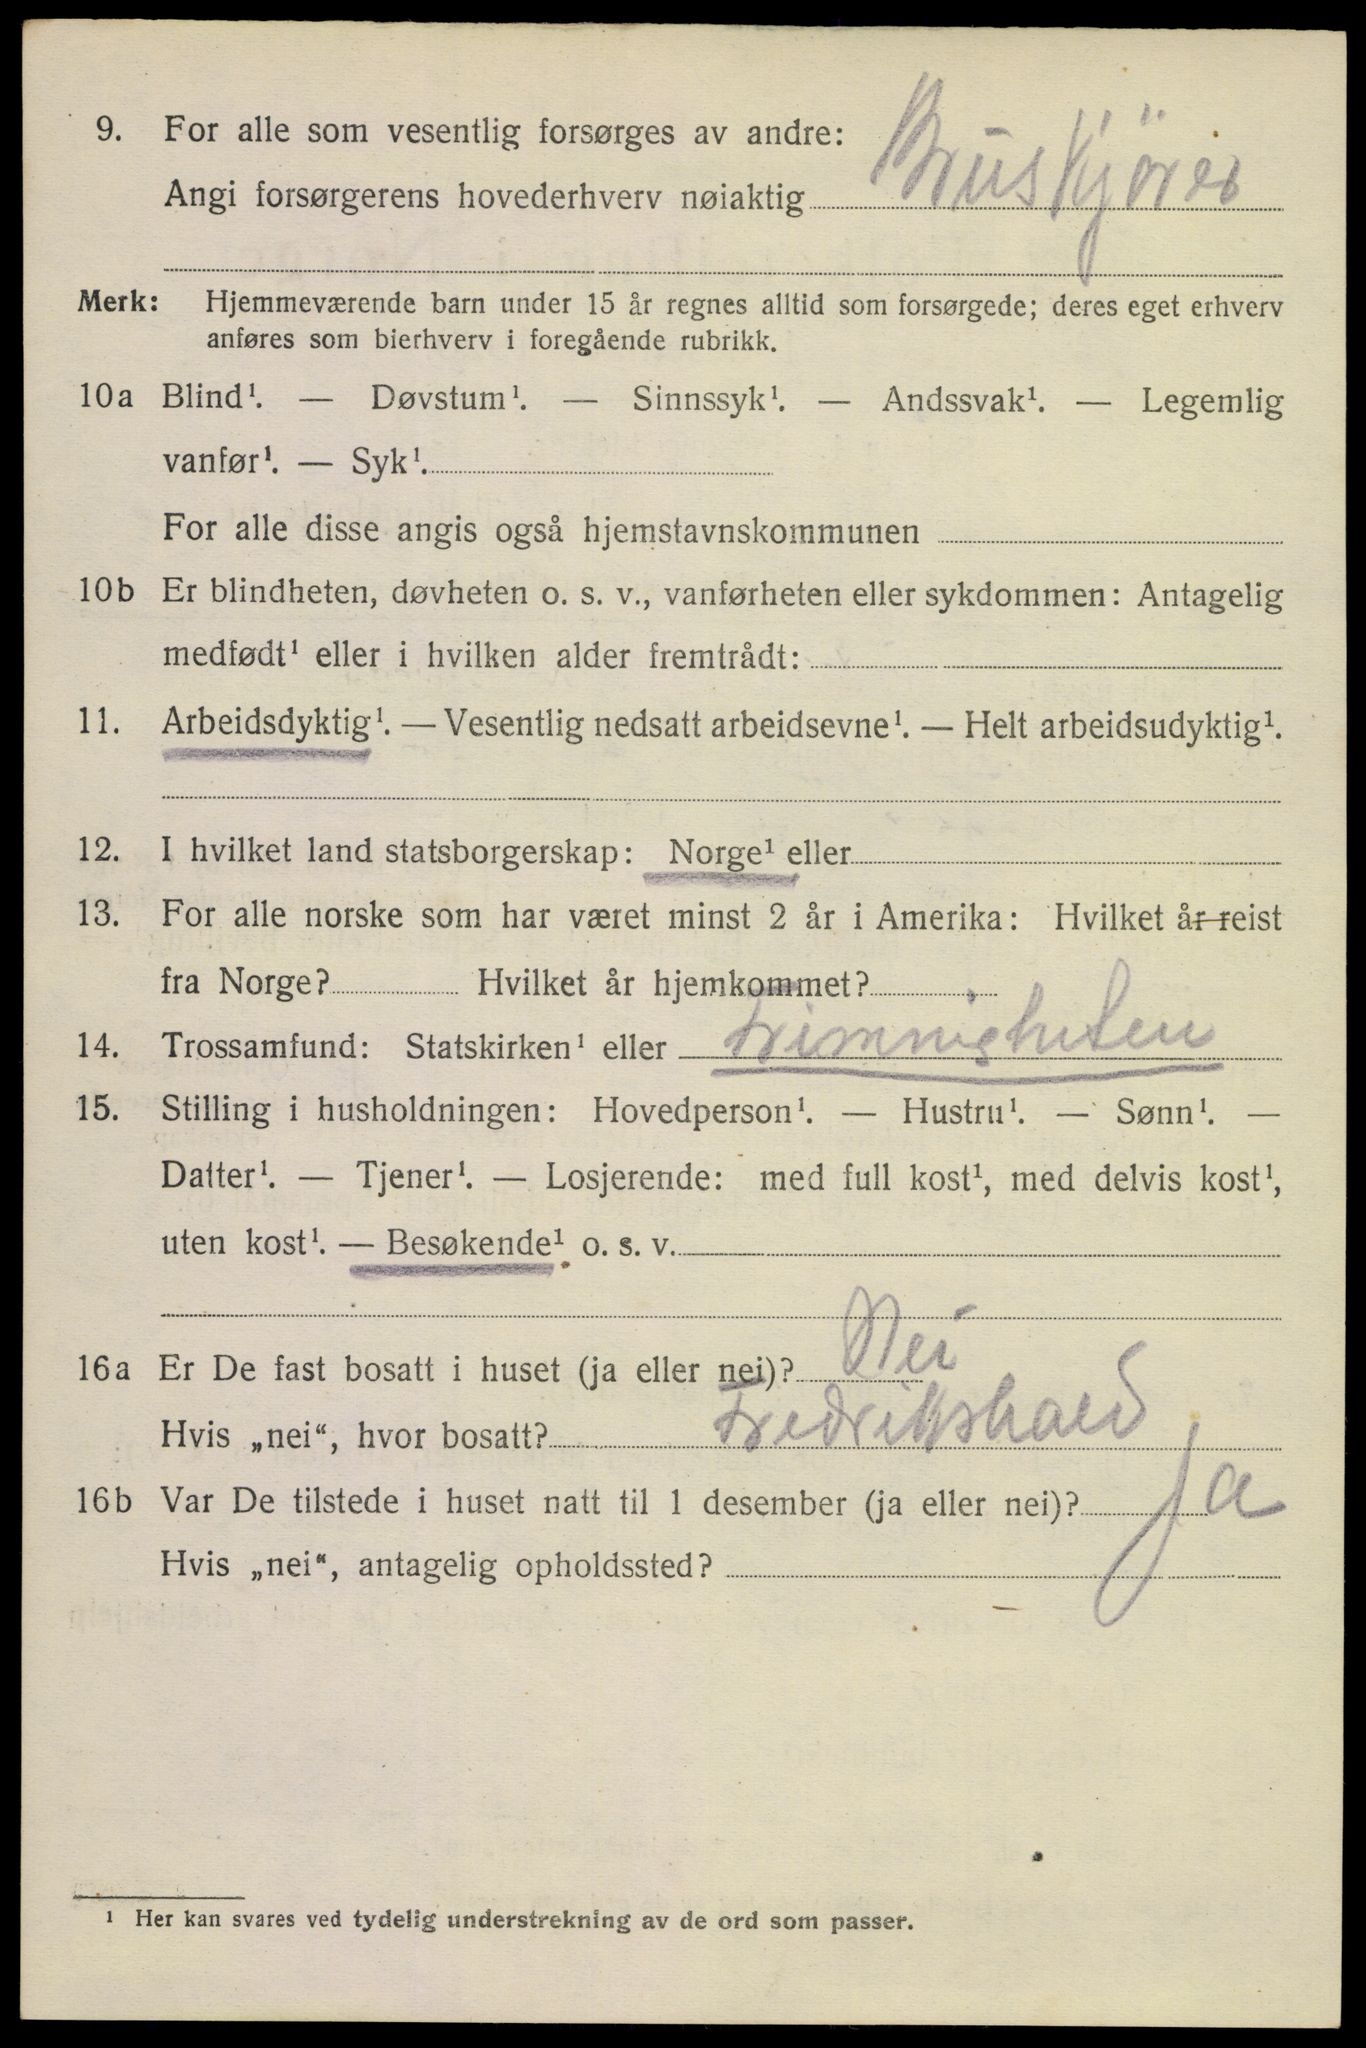 9. For alle som vesentlig forsørges av andre:
Angi forsørgerens hovederhverv nøiaktig Bruskjörer
Merk: Hjemmeværende barn under 15 år regnes alltid som forsørgede; deres eget erhverv
anføres som bierhverv i foregående rubrikk.
10a Blind¹. — Døvstum¹. — Sinnssyk¹. — Andssvak¹. — Legemlig
vanfør¹. — Syk¹.
For alle disse angis også hjemstavnskommunen
10b Er blindheten, døvheten o. s. v., vanførheten eller sykdommen: Antagelig
medfødt¹ eller i hvilken alder fremtrådt:
11. Arbeidsdyktig¹. — Vesentlig nedsatt arbeidsevne¹. — Helt arbeidsudyktig¹.
12. I hvilket land statsborgerskap: Norge¹ eller
13. For alle norske som har været minst 2 år i Amerika: Hvilket år reist
fra Norge? Hvilket år hjemkommet?
14. Trossamfund: Statskirken¹ eller Frimenigheten
15. Stilling i husholdningen: Hovedperson¹. — Hustru¹. — Sønn¹. —
Datter¹. — Tjener¹. — Losjerende: med full kost¹, med delvis kost¹,
uten kost¹. — Besøkende¹ o. s. v.
16a Er De fast bosatt i huset (ja eller nei)? Nei
Hvis „nei“, hvor bosatt? Fredrikshald
16b Var De tilstede i huset natt til 1 desember (ja eller nei)? Ja
Hvis „nei“, antagelig opholdssted?
¹ Her kan svares ved tydelig understrekning av de ord som passer.